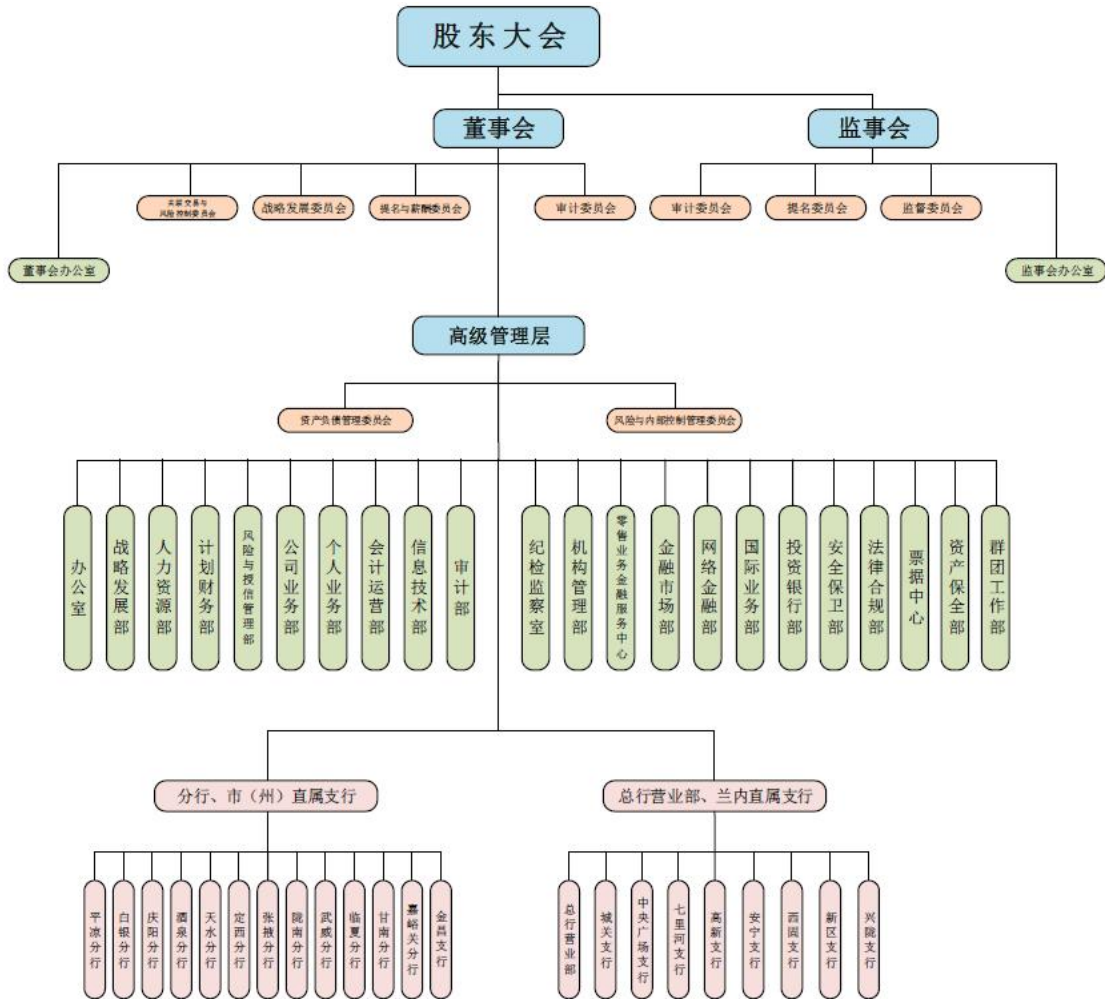 股东大会
董事会
监事会
关联交易与
风险控制委员会
战略发展委员会
提名与薪酬委员会
审计委员会
审计委员会
提名委员会
监督委员会
董事会办公室
监事会办公室
高级管理层
资产负债管理委员会
风险与内部控制管理委员会
办公室
战略发展部
人力资源部
计划财务部
风险与授信管理部
公司业务部
个人业务部
会计运营部
信息技术部
审计部
纪检监察室
机构管理部
零售业务金融服务中心
金融市场部
网络金融部
国际业务部
投资银行部
安全保卫部
法律合规部
票据中心
资产保全部
群团工作部
分行、市（州）直属支行
总行营业部、兰内直属支行
平凉分行
白银分行
庆阳分行
酒泉分行
天水分行
定西分行
张掖分行
陇南分行
武威分行
临夏分行
甘南分行
嘉峪关分行
金昌支行
总行营业部
城关支行
中央广场支行
七里河支行
高新支行
安宁支行
西固支行
新区支行
兴陇支行